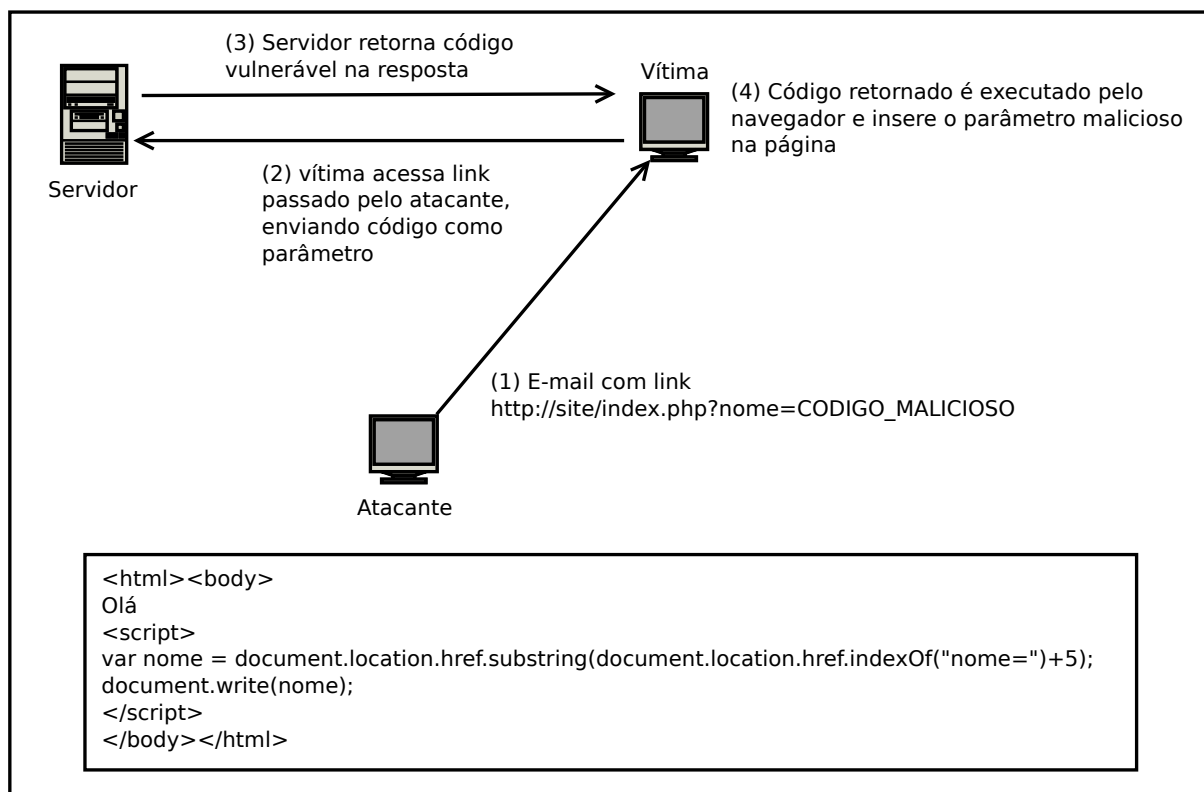 (3) Servidor retorna código
vulnerável na resposta
Vítima
(4) Código retornado é executado pelo
navegador e insere o parâmetro malicioso
na página
Servidor
(2) vítima acessa link
passado pelo atacante,
enviando código como
parâmetro
(1) E-mail com link
http://site/index.php?nome=CODIGO_MALICIOSO
Atacante
<html><body>
Olá
<script>
var nome = document.location.href.substring(document.location.href.indexOf("nome=")+5);
document.write(nome);
</script>
</body></html>